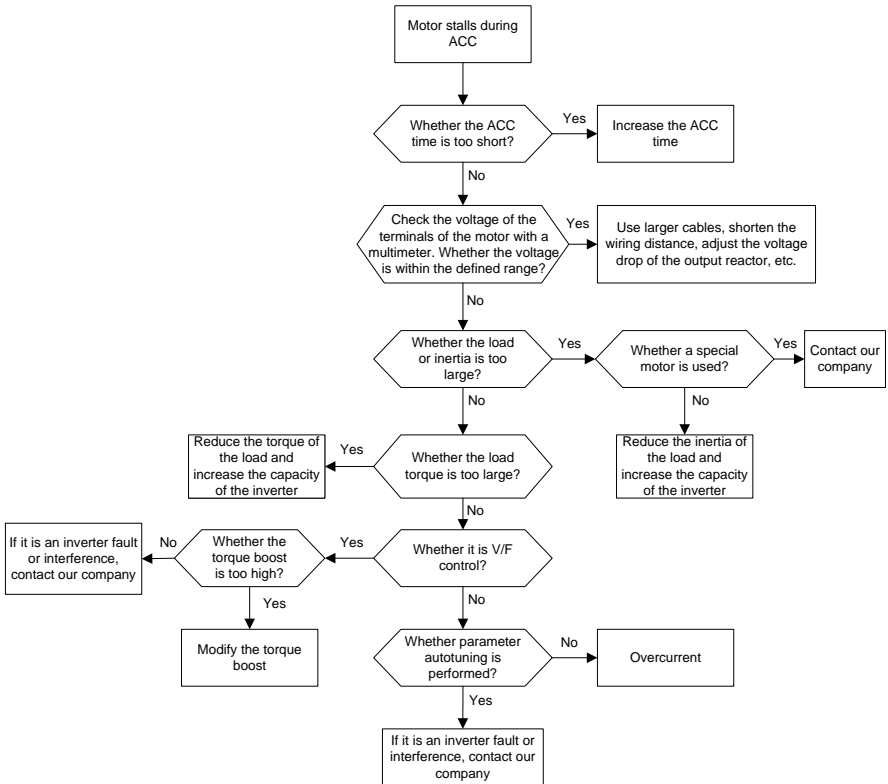 Motor stalls during
ACC
Whether the ACC
time is too short?
Yes
Increase the ACC
time
No
Check the voltage of the
terminals of the motor with a
multimeter. Whether the voltage
is within the defined range?
Yes
Use larger cables, shorten the
wiring distance, adjust the voltage
drop of the output reactor, etc.
No
Whether the load
or inertia is too
large?
Yes
Whether a special
motor is used?
Yes
Contact our
company
No
No
Reduce the inertia of
the load and
increase the capacity
of the inverter
Whether the load
torque is too large?
Yes
Reduce the torque of
the load and
increase the capacity
of the inverter
No
Whether it is V/F
control?
Yes
Whether the
torque boost
is too high?
No
If it is an inverter fault
or interference,
contact our company
Yes
Modify the torque
boost
No
Whether parameter
autotuning is
performed?
No
Overcurrent
Yes
If it is an inverter fault or
interference, contact our
company